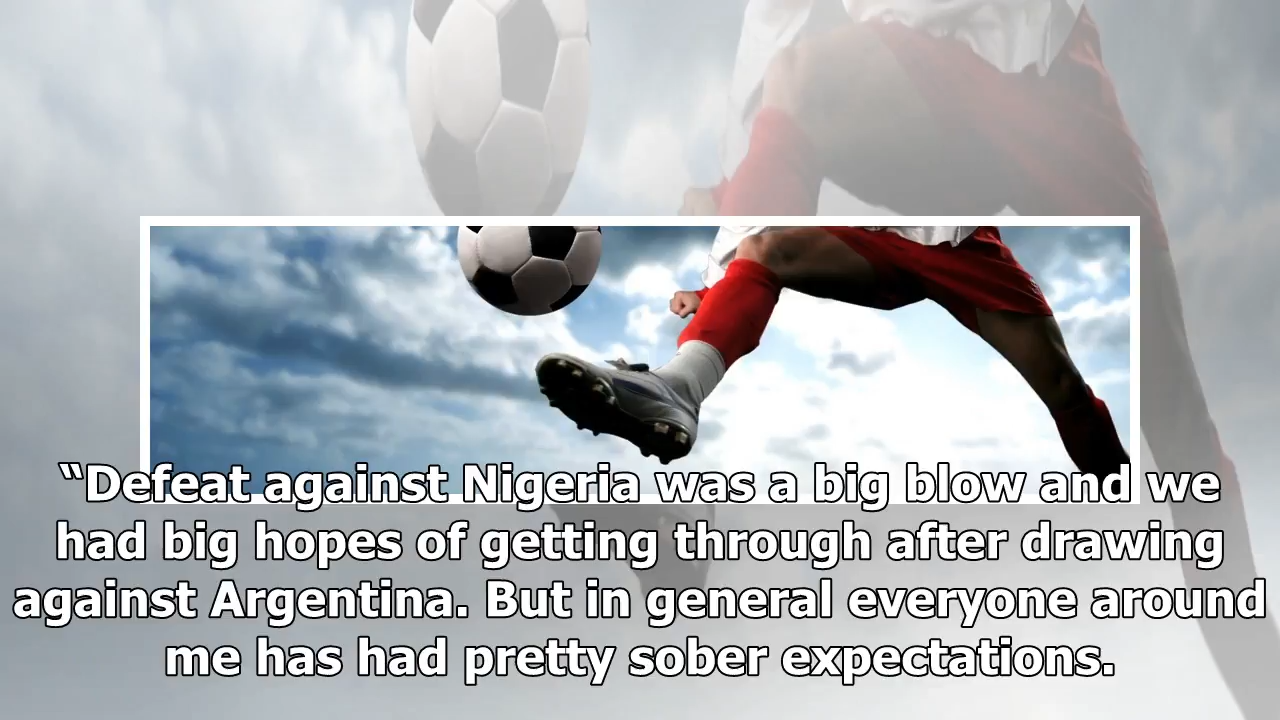 “Defeat against Nigeria was a big blow and we
had big hopes of getting through after drawing
against Argentina. But in general everyone around
me has had pretty sober expectations.